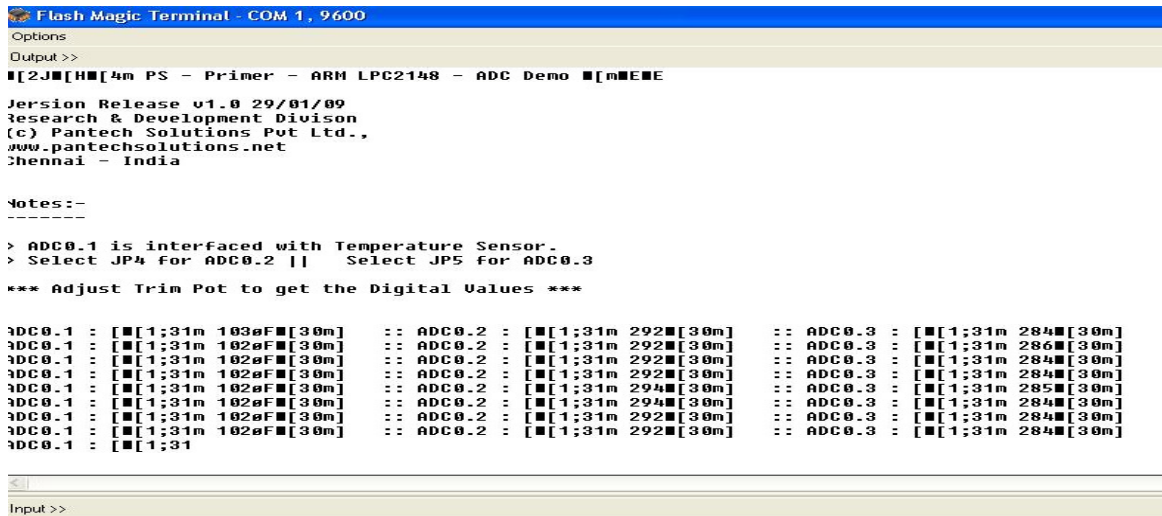 Flash Magic Terminal - COM 1, 9600
Options
Output >>
■[2J■[H■[4m PS - Primer - ARM LPC2148 - ADC Demo ■[m■E■E
Version Release v1.0 29/01/09
Research & Development Divison
(c) Pantech Solutions Pvt Ltd.,
www.pantechsolutions.net
Chennai - India
Notes:-
-------
> ADC0.1 is interfaced with Temperature Sensor.
> Select JP4 for ADC0.2 ||   Select JP5 for ADC0.3
*** Adjust Trim Pot to get the Digital Values ***
ADC0.1 : [■[1;31m 103øF■[30m]    :: ADC0.2 : [■[1;31m 292■[30m]    :: ADC0.3 : [■[1;31m 284■[30m]
ADC0.1 : [■[1;31m 102øF■[30m]    :: ADC0.2 : [■[1;31m 292■[30m]    :: ADC0.3 : [■[1;31m 286■[30m]
ADC0.1 : [■[1;31m 102øF■[30m]    :: ADC0.2 : [■[1;31m 292■[30m]    :: ADC0.3 : [■[1;31m 284■[30m]
ADC0.1 : [■[1;31m 102øF■[30m]    :: ADC0.2 : [■[1;31m 292■[30m]    :: ADC0.3 : [■[1;31m 284■[30m]
ADC0.1 : [■[1;31m 102øF■[30m]    :: ADC0.2 : [■[1;31m 294■[30m]    :: ADC0.3 : [■[1;31m 285■[30m]
ADC0.1 : [■[1;31m 102øF■[30m]    :: ADC0.2 : [■[1;31m 294■[30m]    :: ADC0.3 : [■[1;31m 284■[30m]
ADC0.1 : [■[1;31m 102øF■[30m]    :: ADC0.2 : [■[1;31m 292■[30m]    :: ADC0.3 : [■[1;31m 284■[30m]
ADC0.1 : [■[1;31m 102øF■[30m]    :: ADC0.2 : [■[1;31m 292■[30m]    :: ADC0.3 : [■[1;31m 284■[30m]
ADC0.1 : [■[1;31
Input >>